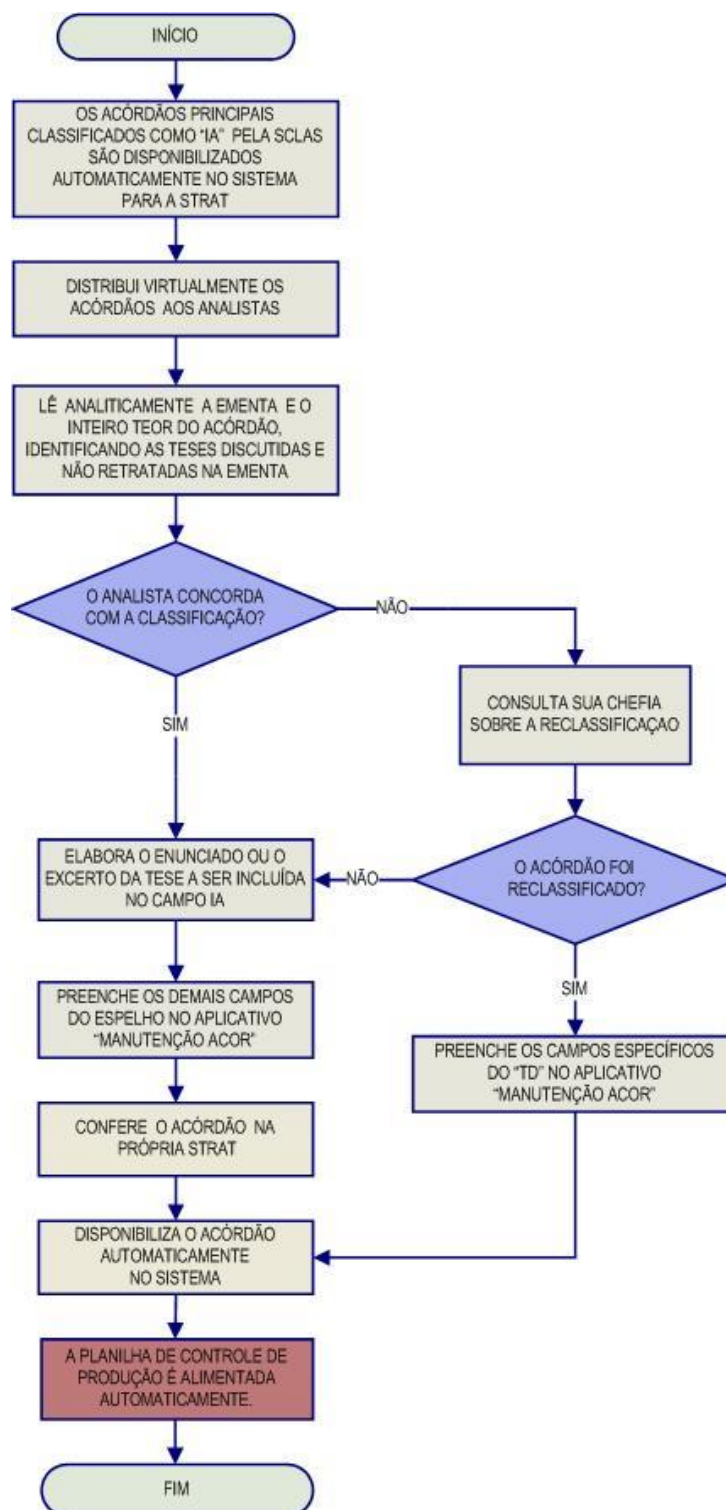 INÍCIO
OS ACÓRDÃOS PRINCIPAIS
CLASSIFICADOS COMO "IA" PELA SCLAS
SÃO DISPONIBILIZADOS
AUTOMATICAMENTE NO SISTEMA
PARA A STRAT
DISTRIBUI VIRTUALMENTE OS
ACÓRDÃOS AOS ANALISTAS
LÊ ANALITICAMENTE A EMENTA E O
INTEIRO TEOR DO ACÓRDÃO,
IDENTIFICANDO AS TESES DISCUTIDAS E
NÃO RETRATADAS NA EMENTA
O ANALISTA CONCORDA
COM A CLASSIFICAÇÃO?
NÃO
CONSULTA SUA CHEFIA
SOBRE A RECLASSIFICAÇAO
SIM
ELABORA O ENUNCIADO OU O
EXCERTO DA TESE A SER INCLUÍDA
NO CAMPO IA
NÃO
O ACÓRDÃO FOI
RECLASSIFICADO?
SIM
PREENCHE OS DEMAIS CAMPOS
DO ESPELHO NO APLICATIVO
"MANUTENÇÃO ACOR"
PREENCHE OS CAMPOS ESPECÍFICOS
DO "TD" NO APLICATIVO
"MANUTENÇÃO ACOR"
CONFERE O ACÓRDÃO NA
PRÓPRIA STRAT
DISPONIBILIZA O ACÓRDÃO
AUTOMATICAMENTE
NO SISTEMA
A PLANILHA DE CONTROLE DE
PRODUÇÃO É ALIMENTADA
AUTOMATICAMENTE.
FIM